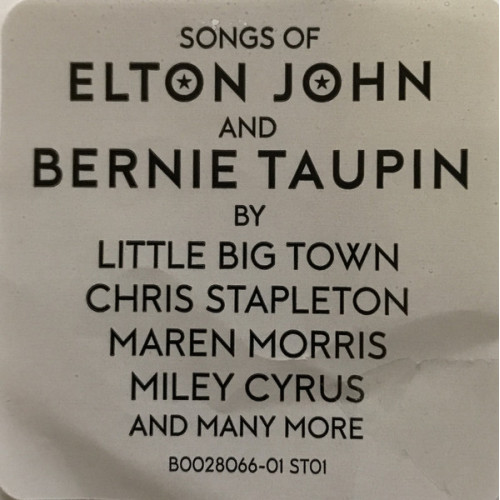 SONGS OF
ELTON JOHN
AND
BERNIE TAUPIN
BY
LITTLE BIG TOWN
CHRIS STAPLETON
MAREN MORRIS
MILEY CYRUS
AND MANY MORE
B0028066-01 ST01